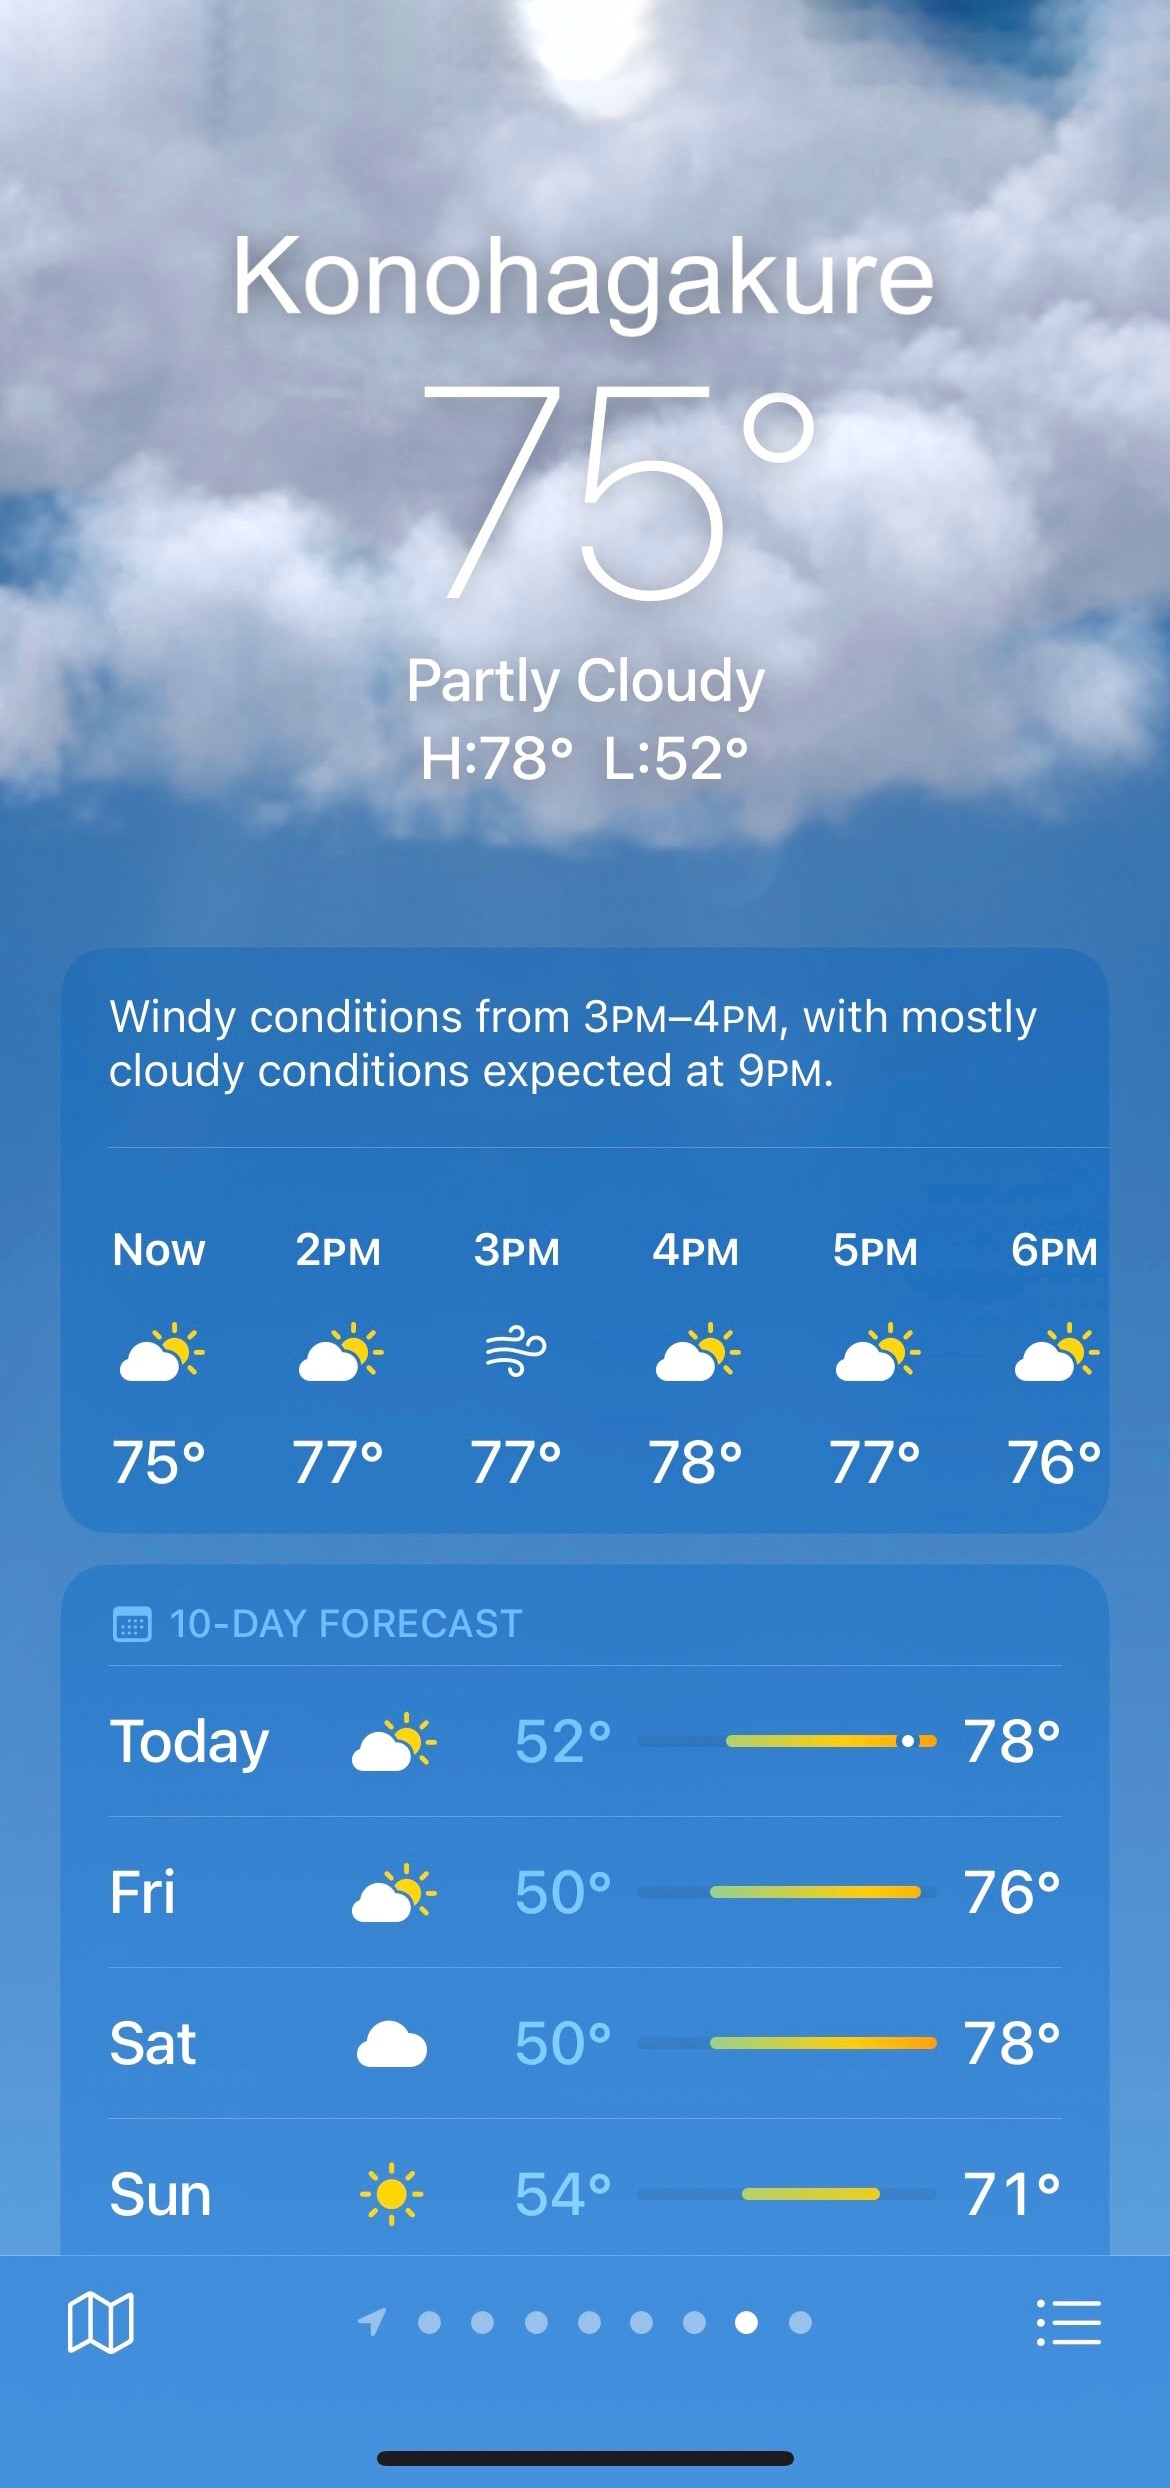 Konohagakure
75°
Partly Cloudy
H:78° L:52°
Windy conditions from 3PM–4PM, with mostly
cloudy conditions expected at 9PM.
Now 2PM 3PM 4PM 5PM 6PM
75° 77° 77° 78° 77° 76°
10-DAY FORECAST
Today 52° 78°
Fri 50° 76°
Sat 50° 78°
Sun 54° 71°